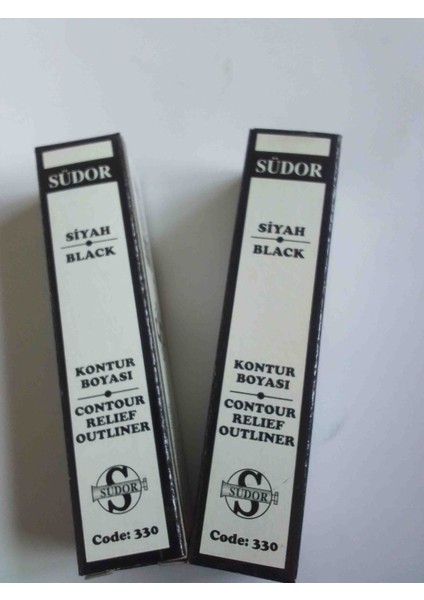 SÜDOR
SİYAH
BLACK
KONTUR
BOYASI
CONTOUR
RELIEF
OUTLINER
S
SÜDOR
Code: 330
SÜDOR
SİYAH
BLACK
KONTUR
BOYASI
CONTOUR
RELIEF
OUTLINER
S
SÜDOR
Code: 330